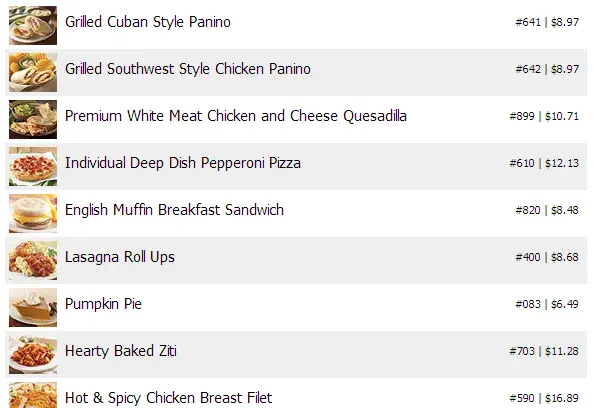 Grilled Cuban Style Panino #641 | $8.97
Grilled Southwest Style Chicken Panino #642 | $8.97
Premium White Meat Chicken and Cheese Quesadilla #899 | $10.71
Individual Deep Dish Pepperoni Pizza #610 | $12.13
English Muffin Breakfast Sandwich #820 | $8.48
Lasagna Roll Ups #400 | $8.68
Pumpkin Pie #083 | $6.49
Hearty Baked Ziti #703 | $11.28
Hot & Spicy Chicken Breast Filet #590 | $16.89